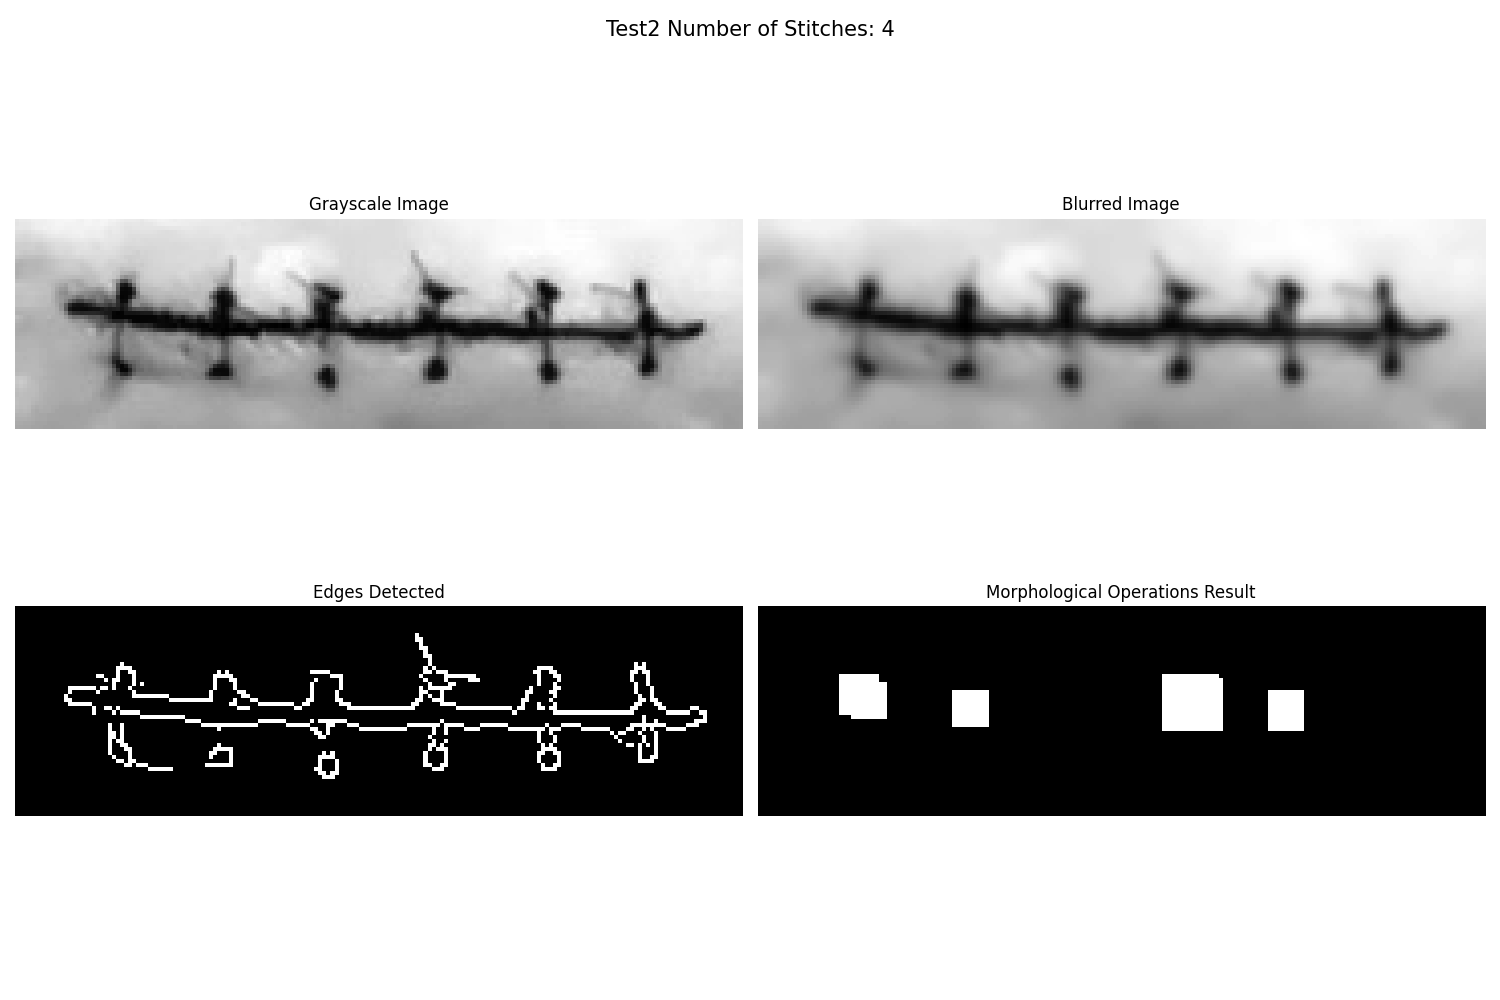 Test2 Number of Stitches: 4
Grayscale Image
Blurred Image
Edges Detected
Morphological Operations Result